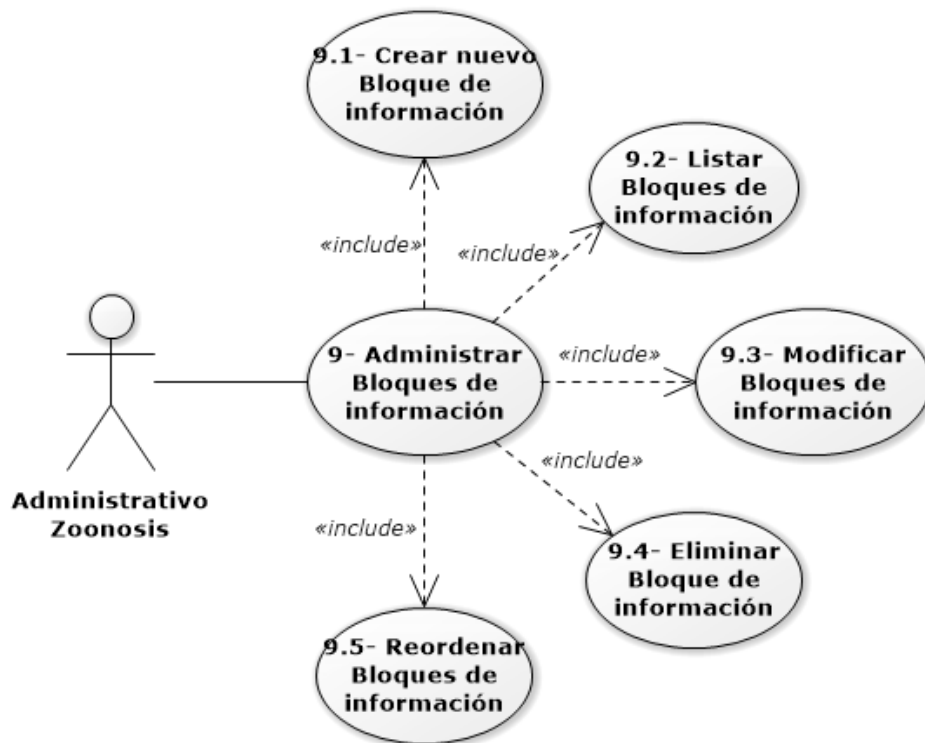 9.1- Crear nuevo
Bloque de
información
9.2- Listar
Bloques de
información
«include»
«include»
9- Administrar
Bloques de
información
«include»
9.3- Modificar
Bloques de
información
«include»
«include»
Administrativo
Zoonosis
9.4- Eliminar
Bloque de
información
9.5- Reordenar
Bloques de
información